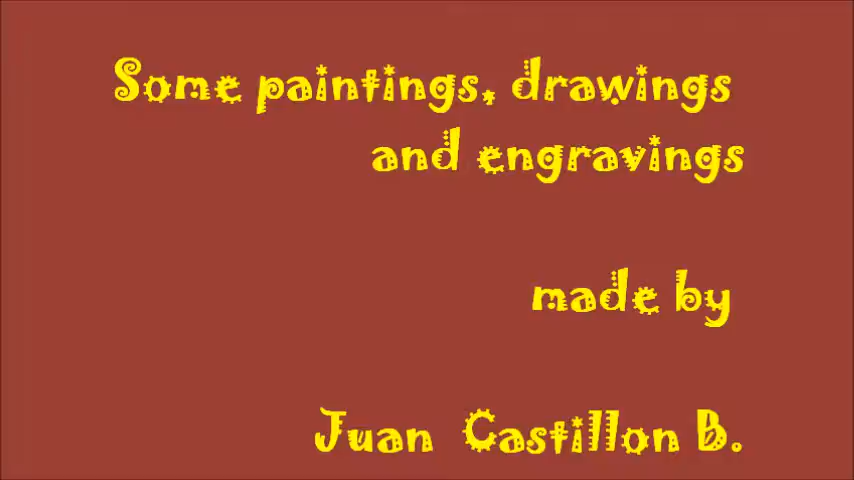 Some paintings, drawings
and engravings
made by
Juan Castillon B.